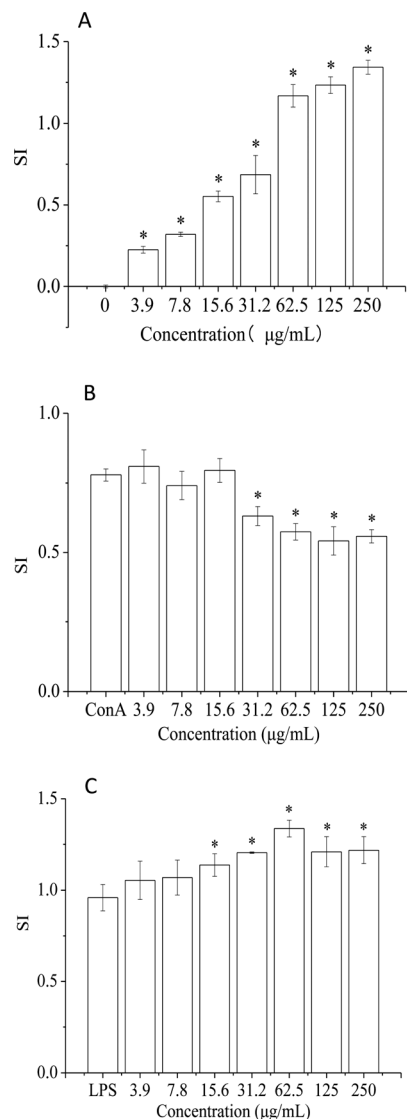 A
1.5
*
*
*
1.0
SI
*
*
0.5
*
*
0.0
0 3.9 7.8 15.6 31.2 62.5 125 250
Concentration( μg/mL)
B
1.0
SI
*
*
*
*
0.5
0.0
ConA 3.9 7.8 15.6 31.2 62.5 125 250
Concentration (μg/mL)
C
1.5
*
* * * *
1.0
SI
0.5
0.0
LPS 3.9 7.8 15.6 31.2 62.5 125 250
Concentration (μg/mL)